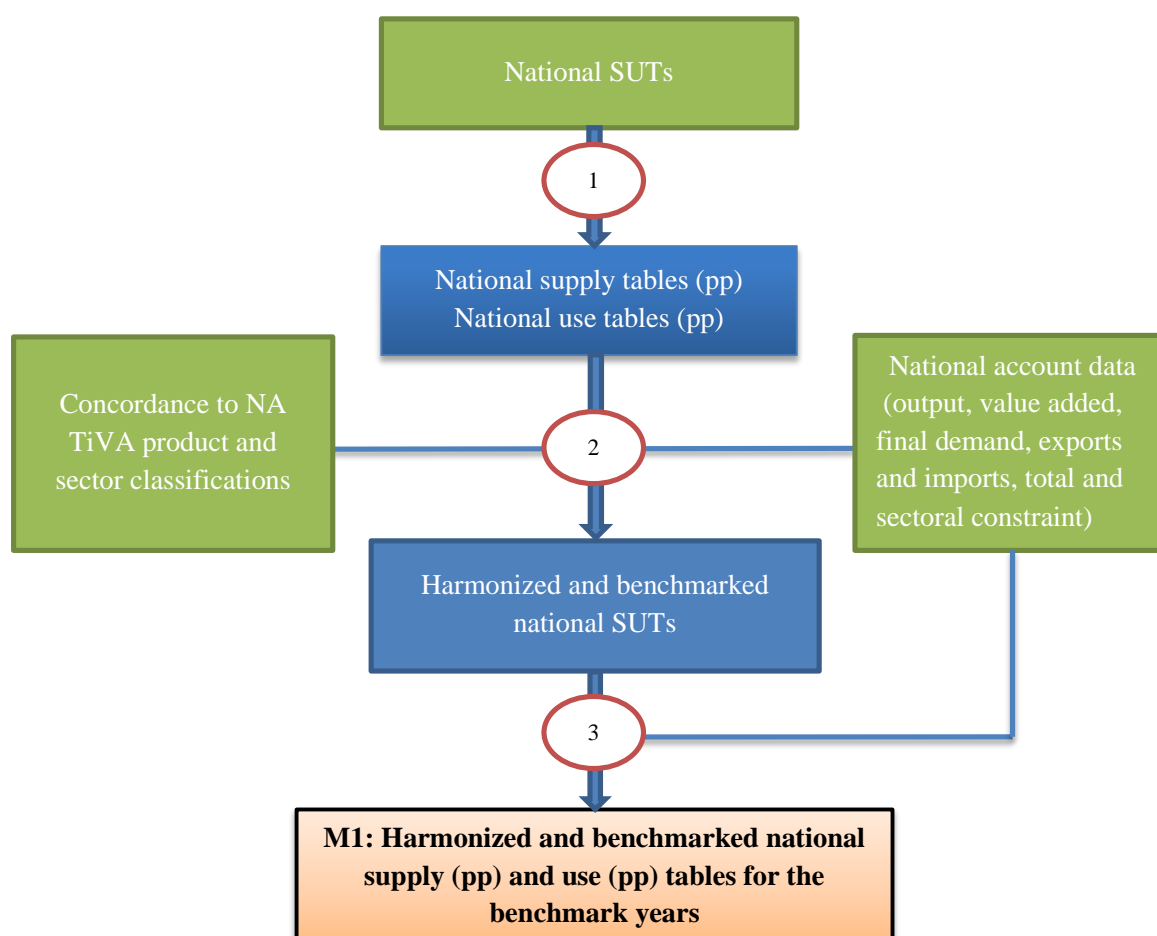 National SUTs
1
National supply tables (pp)
National use tables (pp)
Concordance to NA
TiVA product and
sector classifications
2
National account data
(output, value added,
final demand, exports
and imports, total and
sectoral constraint)
Harmonized and benchmarked
national SUTs
3
M1: Harmonized and benchmarked national
supply (pp) and use (pp) tables for the
benchmark years